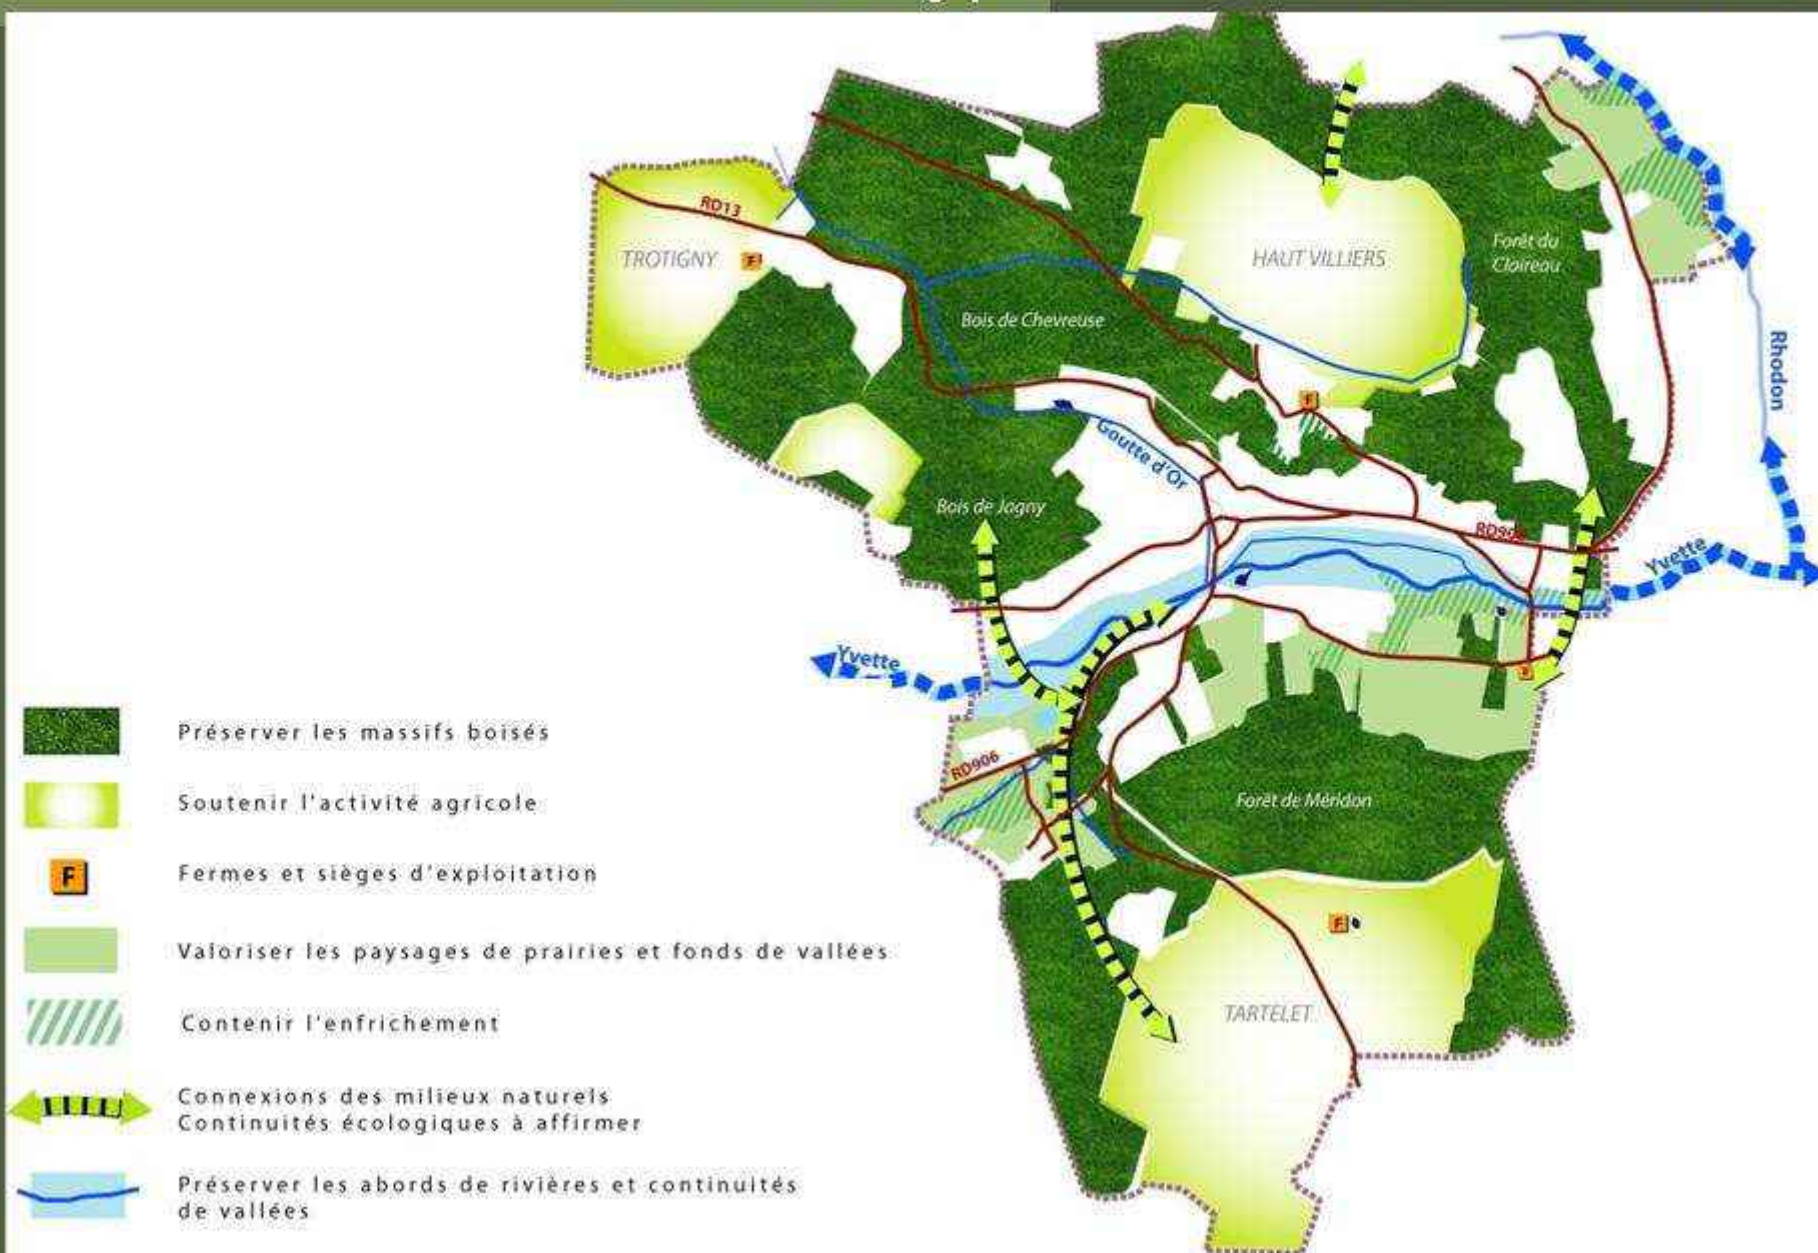 RD13
TROTIGNY
F
HAUT VILLIERS
Forêt du
Claireau
Bois de Chevreuse
Rhodon
F
Goutte d'Or
Bois de Jagny
Yvette
Yvette
F
RD906
Forêt de Méridon
F
TARTELET
Préserver les massifs boisés
Soutenir l'activité agricole
F
Fermes et sièges d'exploitation
Valoriser les paysages de prairies et fonds de vallées
Contenir l'enfrichement
Connexions des milieux naturels
Continuités écologiques à affirmer
Préserver les abords de rivières et continuités
de vallées